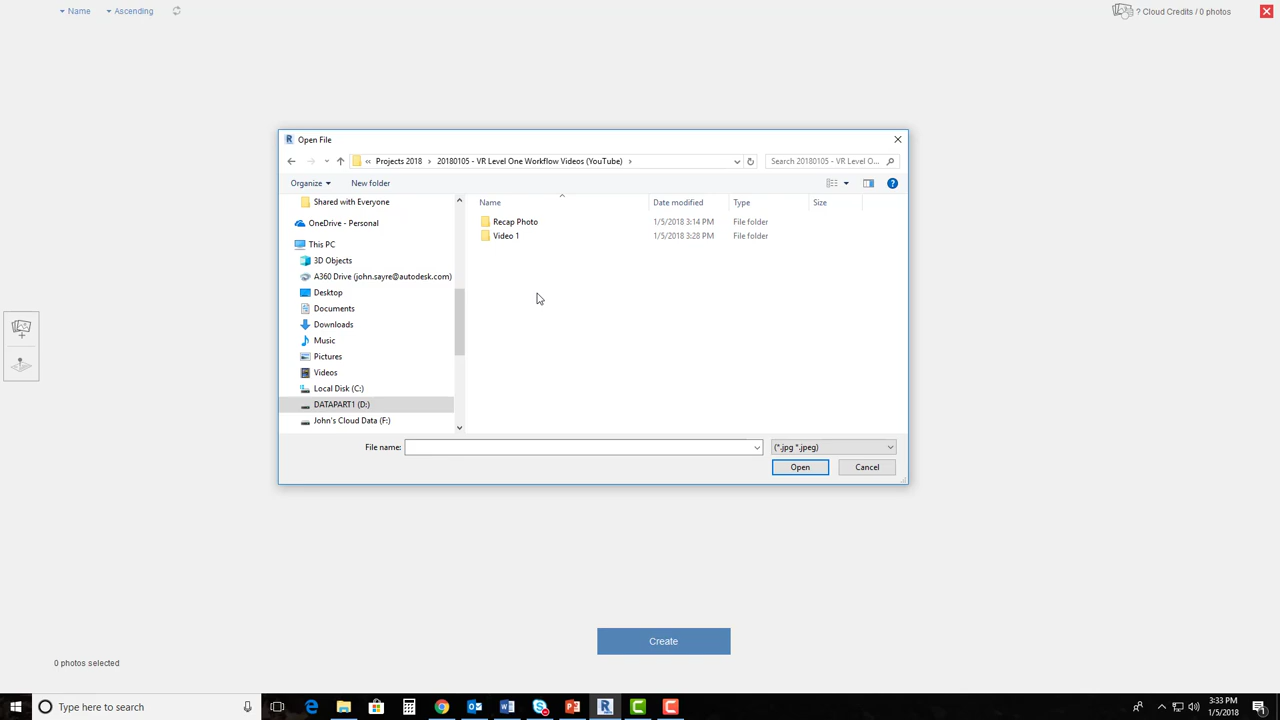 Name Ascending ? Cloud Credits / 0 photos
Open File
« Projects 2018 › 20180105 - VR Level One Workflow Videos (YouTube) › Search 20180105 - VR Level O...
Organize New folder
Shared with Everyone Name Date modified Type Size
OneDrive - Personal Recap Photo 1/5/2018 3:14 PM File folder
Video 1 1/5/2018 3:28 PM File folder
This PC
3D Objects
A360 Drive (john.sayre@autodesk.com)
Desktop
Documents
Downloads
Music
Pictures
Videos
Local Disk (C:)
DATAPART1 (D:)
John's Cloud Data (F:)
File name: (*.jpg *.jpeg)
Open Cancel
Create
0 photos selected
Type here to search 3:33 PM
1/5/2018